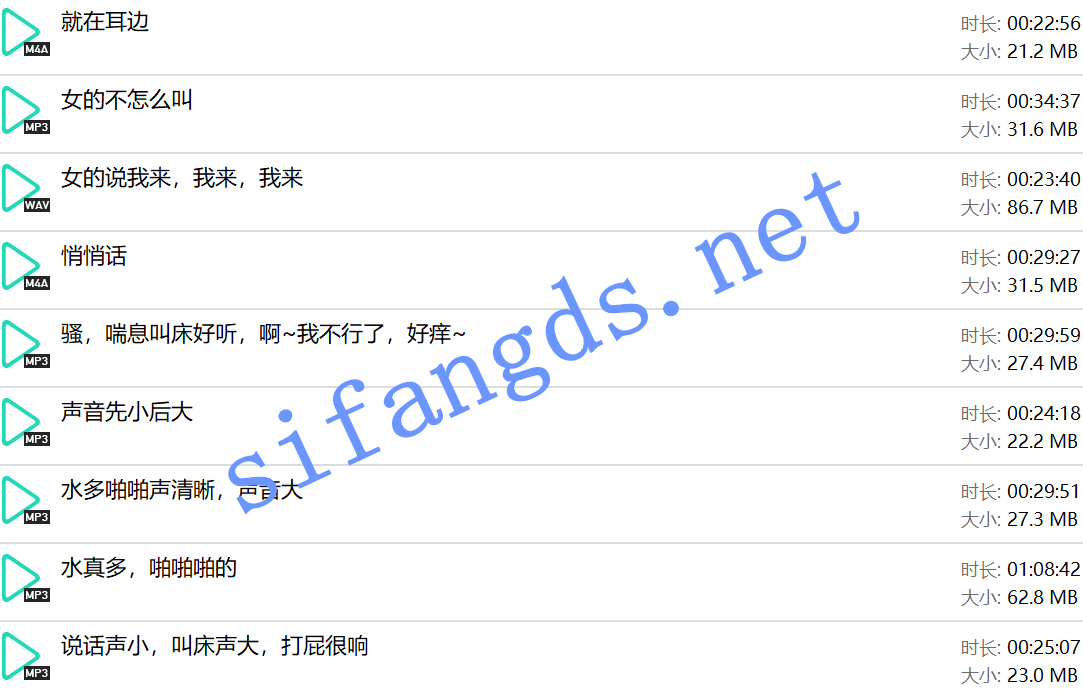 就在耳边
时长: 00:22:56
M4A
大小: 21.2 MB
女的不怎么叫
时长: 00:34:37
MP3
大小: 31.6 MB
女的说我来，我来，我来
时长: 00:23:40
WAV
大小: 86.7 MB
悄悄话
时长: 00:29:27
M4A
大小: 31.5 MB
骚，喘息叫床好听，啊~我不行了，好痒~
时长: 00:29:59
MP3
大小: 27.4 MB
声音先小后大
时长: 00:24:18
MP3
大小: 22.2 MB
水多啪啪声清晰，声音大
时长: 00:29:51
MP3
大小: 27.3 MB
水真多，啪啪啪的
时长: 01:08:42
MP3
大小: 62.8 MB
说话声小，叫床声大，打屁很响
时长: 00:25:07
MP3
大小: 23.0 MB
sifangds.net